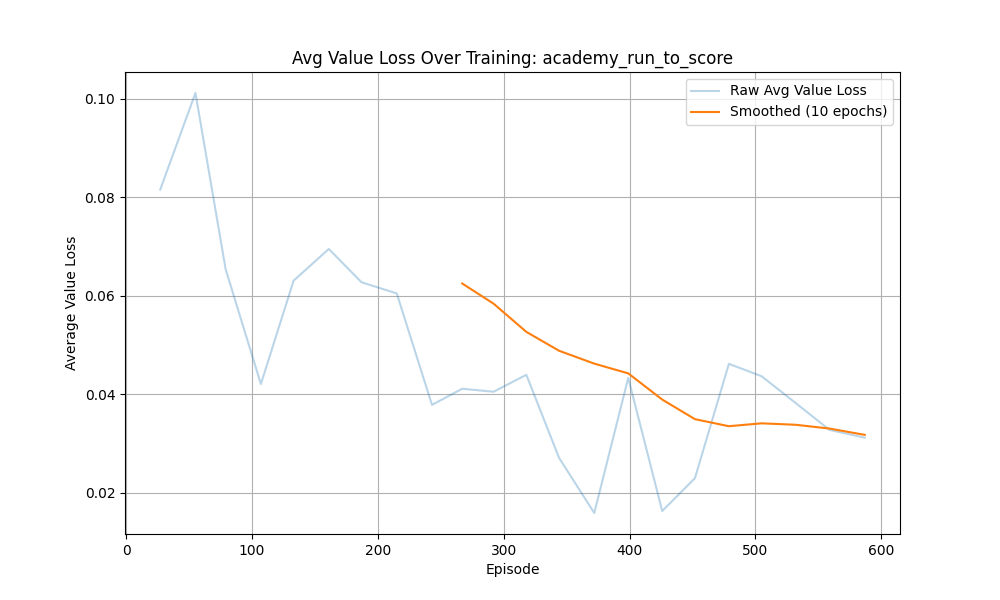 Avg Value Loss Over Training: academy_run_to_score
Raw Avg Value Loss
Smoothed (10 epochs)
Average Value Loss
0.10
0.08
0.06
0.04
0.02
0
100
200
300
400
500
600
Episode